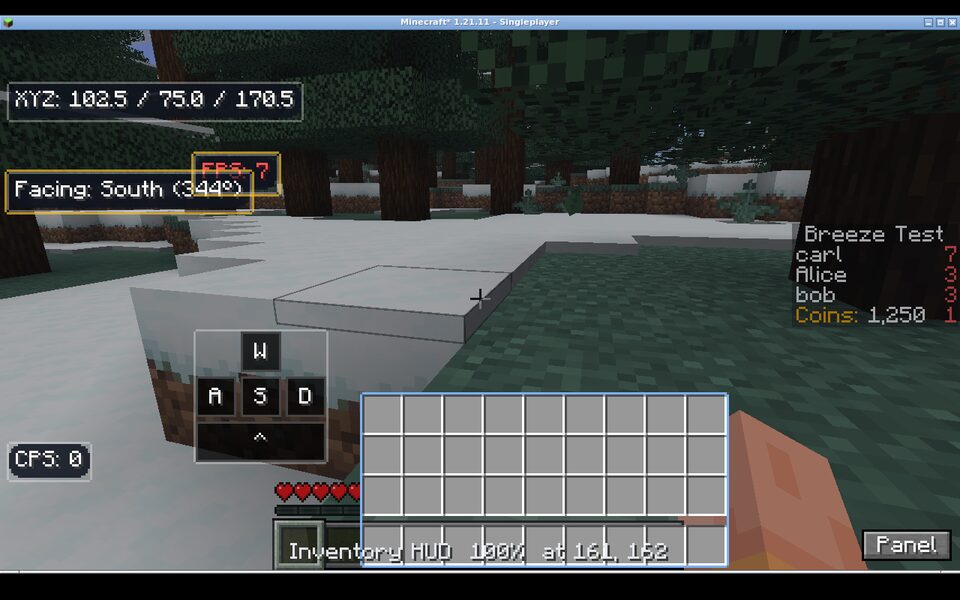 Minecraft* 1.21.11 - Singleplayer
XYZ: 102.5 / 75.0 / 170.5
FPS: 7
Facing: South (344°)
Breeze Test
carl 7
Alice 3
bob 3
Coins: 1,250 1
W
A S D
^
CPS: 0
Inventory HUD 100% at 161, 162
Panel